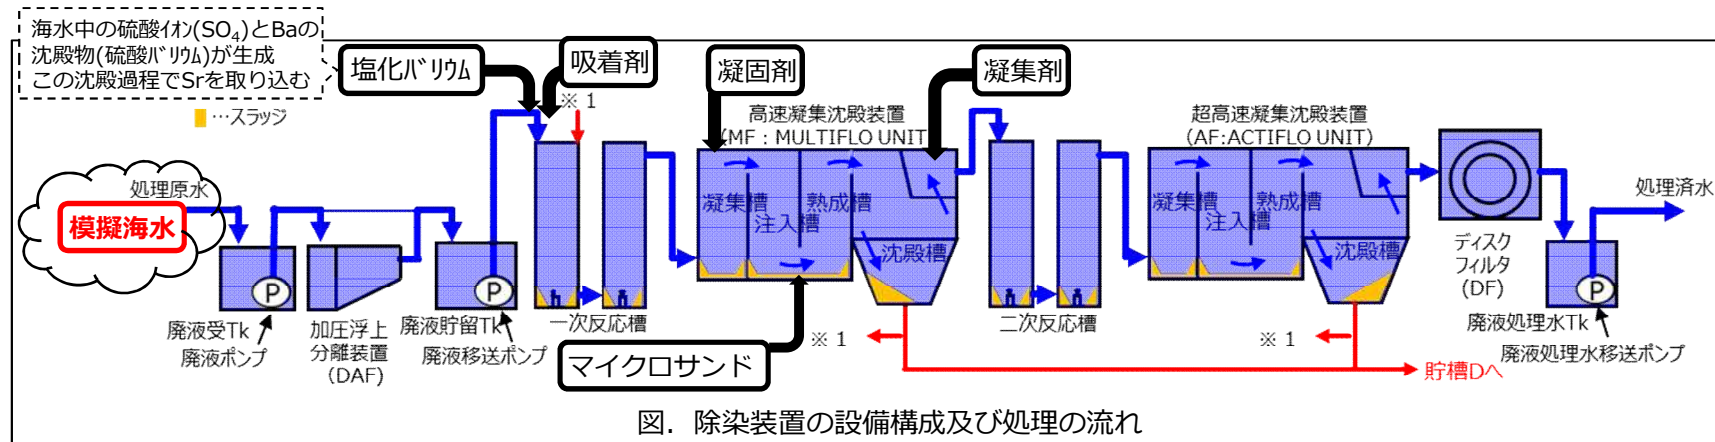 海水中の硫酸ｲｵﾝ(SO₄)とBaの
沈殿物(硫酸ﾊﾞﾘｳﾑ)が生成
この沈殿過程でSrを取り込む
…スラッジ
塩化ﾊﾞﾘｳﾑ
吸着剤
凝固剤
凝集剤
※１
高速凝集沈殿装置
(MF：MULTIFLO UNIT
超高速凝集沈殿装置
(AF:ACTIFLO UNIT)
処理原水
模擬海水
凝集槽
注入槽
熟成槽
沈殿槽
凝集槽
注入槽
熟成槽
沈殿槽
処理済水
P
P
P
廃液受Tk
廃液ポンプ
加圧浮上
分離装置
(DAF)
廃液貯留Tk
廃液移送ポンプ
一次反応槽
マイクロサンド
※１
二次反応槽
※１
ディスク
フィルタ
(DF)
廃液処理水Tk
廃液処理水移送ポンプ
貯槽Dへ
図．除染装置の設備構成及び処理の流れ